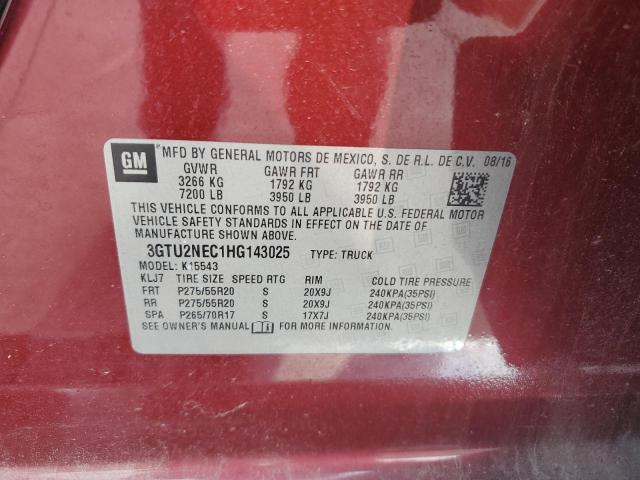 GM MFD BY GENERAL MOTORS DE MEXICO, S. DE R.L. DE C.V. 08/16
GVWR GAWR FRT GAWR RR
3266 KG 1792 KG 1792 KG
7200 LB 3950 LB 3950 LB
THIS VEHICLE CONFORMS TO ALL APPLICABLE U.S. FEDERAL MOTOR
VEHICLE SAFETY STANDARDS IN EFFECT ON THE DATE OF
MANUFACTURE SHOWN ABOVE.
3GTU2NEC1HG143025 TYPE: TRUCK
MODEL: K15543
KLJ7 TIRE SIZE SPEED RTG RIM COLD TIRE PRESSURE
FRT P275/55R20 S 20X9J 240KPA(35PSI)
RR P275/55R20 S 20X9J 240KPA(35PSI)
SPA P265/70R17 S 17X7J 240KPA(35PSI)
SEE OWNER'S MANUAL FOR MORE INFORMATION